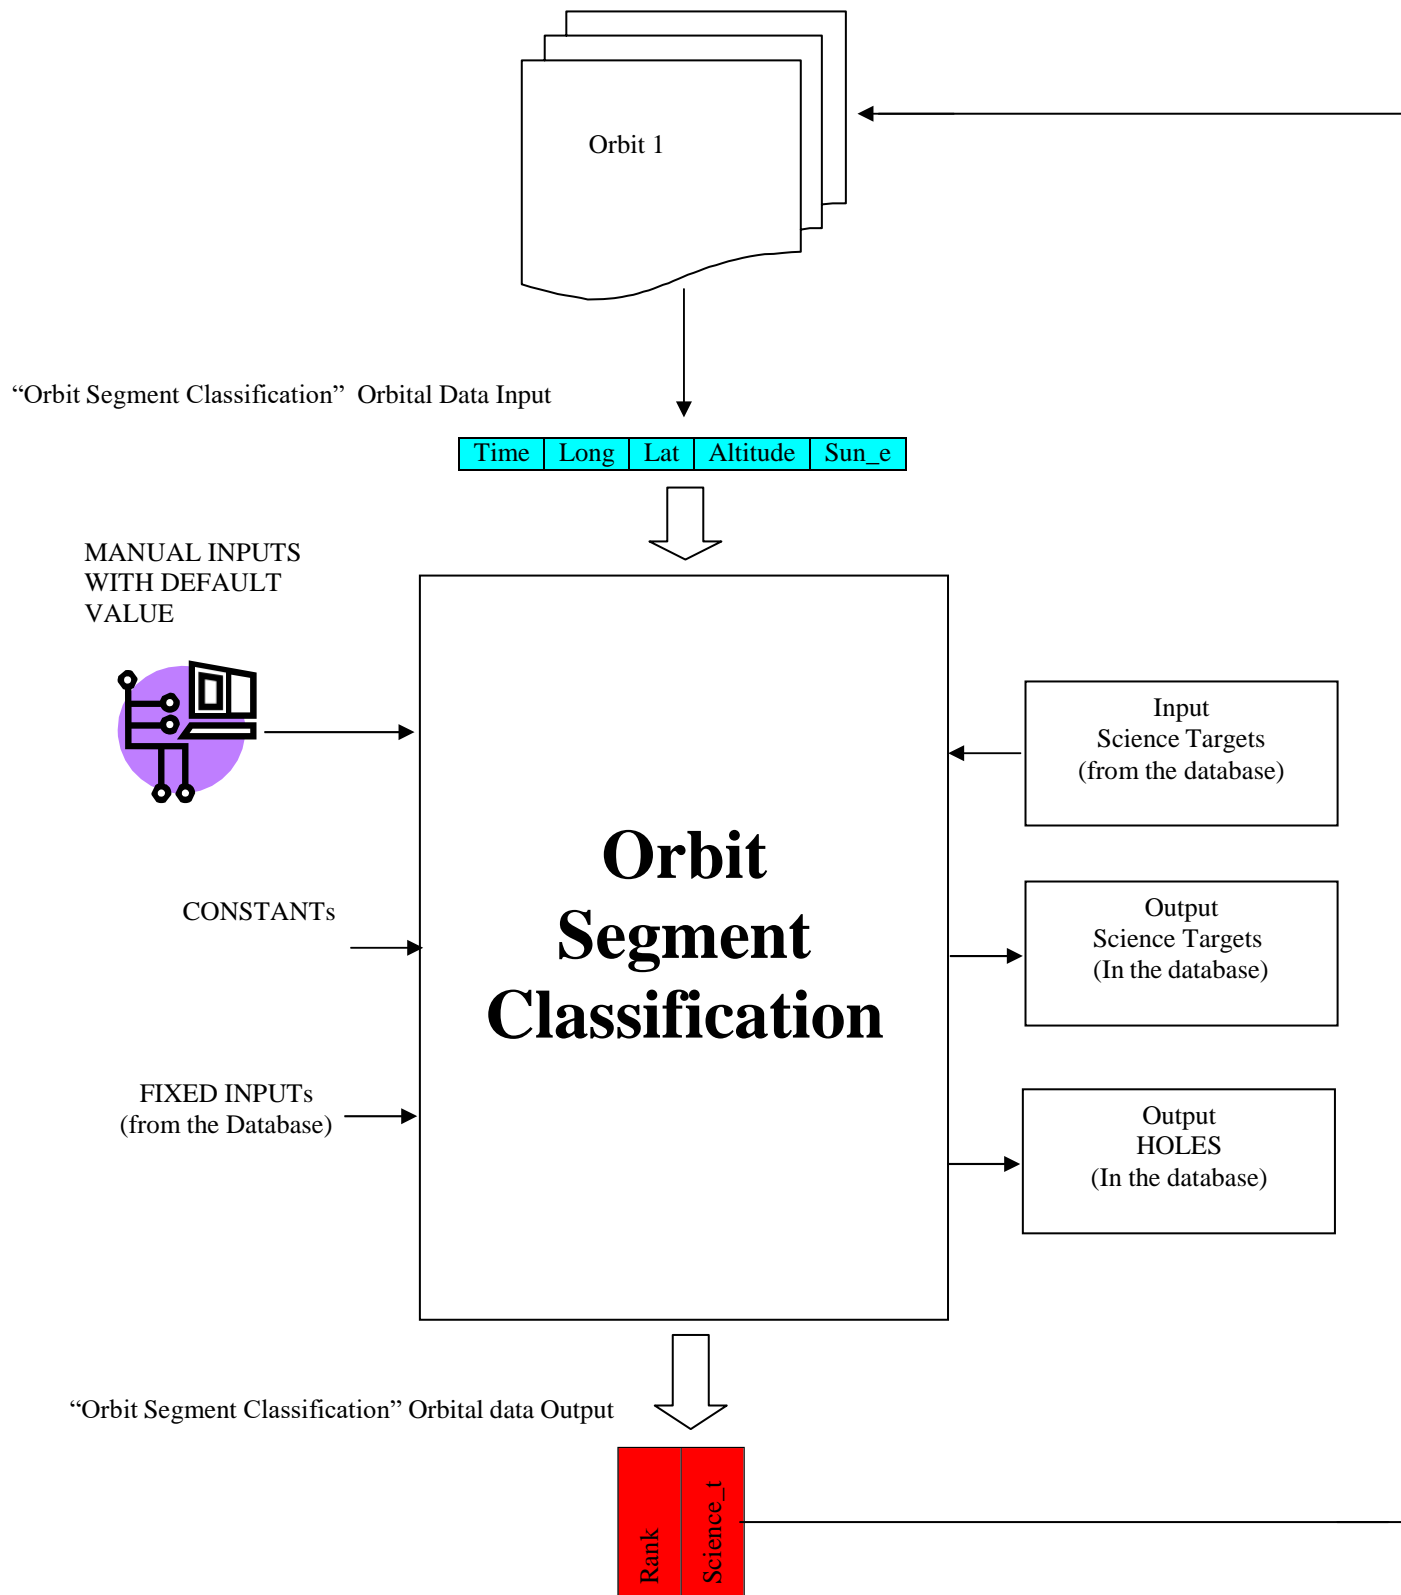 Orbit 1
“Orbit Segment Classification”  Orbital Data Input
Time Long Lat Altitude Sun_e
MANUAL INPUTS
WITH DEFAULT
VALUE
Input
Science Targets
(from the database)
Orbit
Segment
Classification
CONSTANTs
Output
Science Targets
(In the database)
FIXED INPUTs
(from the Database)
Output
HOLES
(In the database)
“Orbit Segment Classification” Orbital data Output
Rank
Science_t